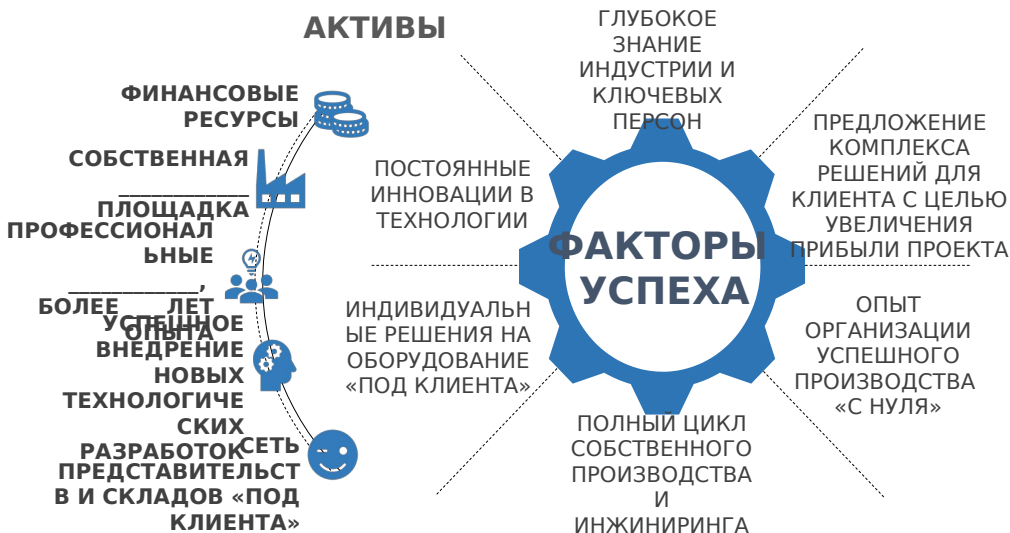 АКТИВЫ
ФИНАНСОВЫЕ
РЕСУРСЫ
СОБСТВЕННАЯ
_____________
ПЛОЩАДКА
ПРОФЕССИОНАЛ
ЬНЫЕ
_____________,
БОЛЕЕ ___ ЛЕТ
ОПЫТА
УСПЕШНОЕ
ВНЕДРЕНИЕ
НОВЫХ
ТЕХНОЛОГИЧЕ
СКИХ
РАЗРАБОТОК
СЕТЬ
ПРЕДСТАВИТЕЛЬСТ
В И СКЛАДОВ «ПОД
КЛИЕНТА»
ГЛУБОКОЕ
ЗНАНИЕ
ИНДУСТРИИ И
КЛЮЧЕВЫХ
ПЕРСОН
ПОСТОЯННЫЕ
ИННОВАЦИИ В
ТЕХНОЛОГИИ
ПРЕДЛОЖЕНИЕ
КОМПЛЕКСА
РЕШЕНИЙ ДЛЯ
КЛИЕНТА С ЦЕЛЬЮ
УВЕЛИЧЕНИЯ
ПРИБЫЛИ ПРОЕКТА
ФАКТОРЫ
УСПЕХА
ИНДИВИДУАЛЬН
ЫЕ РЕШЕНИЯ НА
ОБОРУДОВАНИЕ
«ПОД КЛИЕНТА»
ОПЫТ
ОРГАНИЗАЦИИ
УСПЕШНОГО
ПРОИЗВОДСТВА
«С НУЛЯ»
ПОЛНЫЙ ЦИКЛ
СОБСТВЕННОГО
ПРОИЗВОДСТВА
И
ИНЖИНИРИНГА